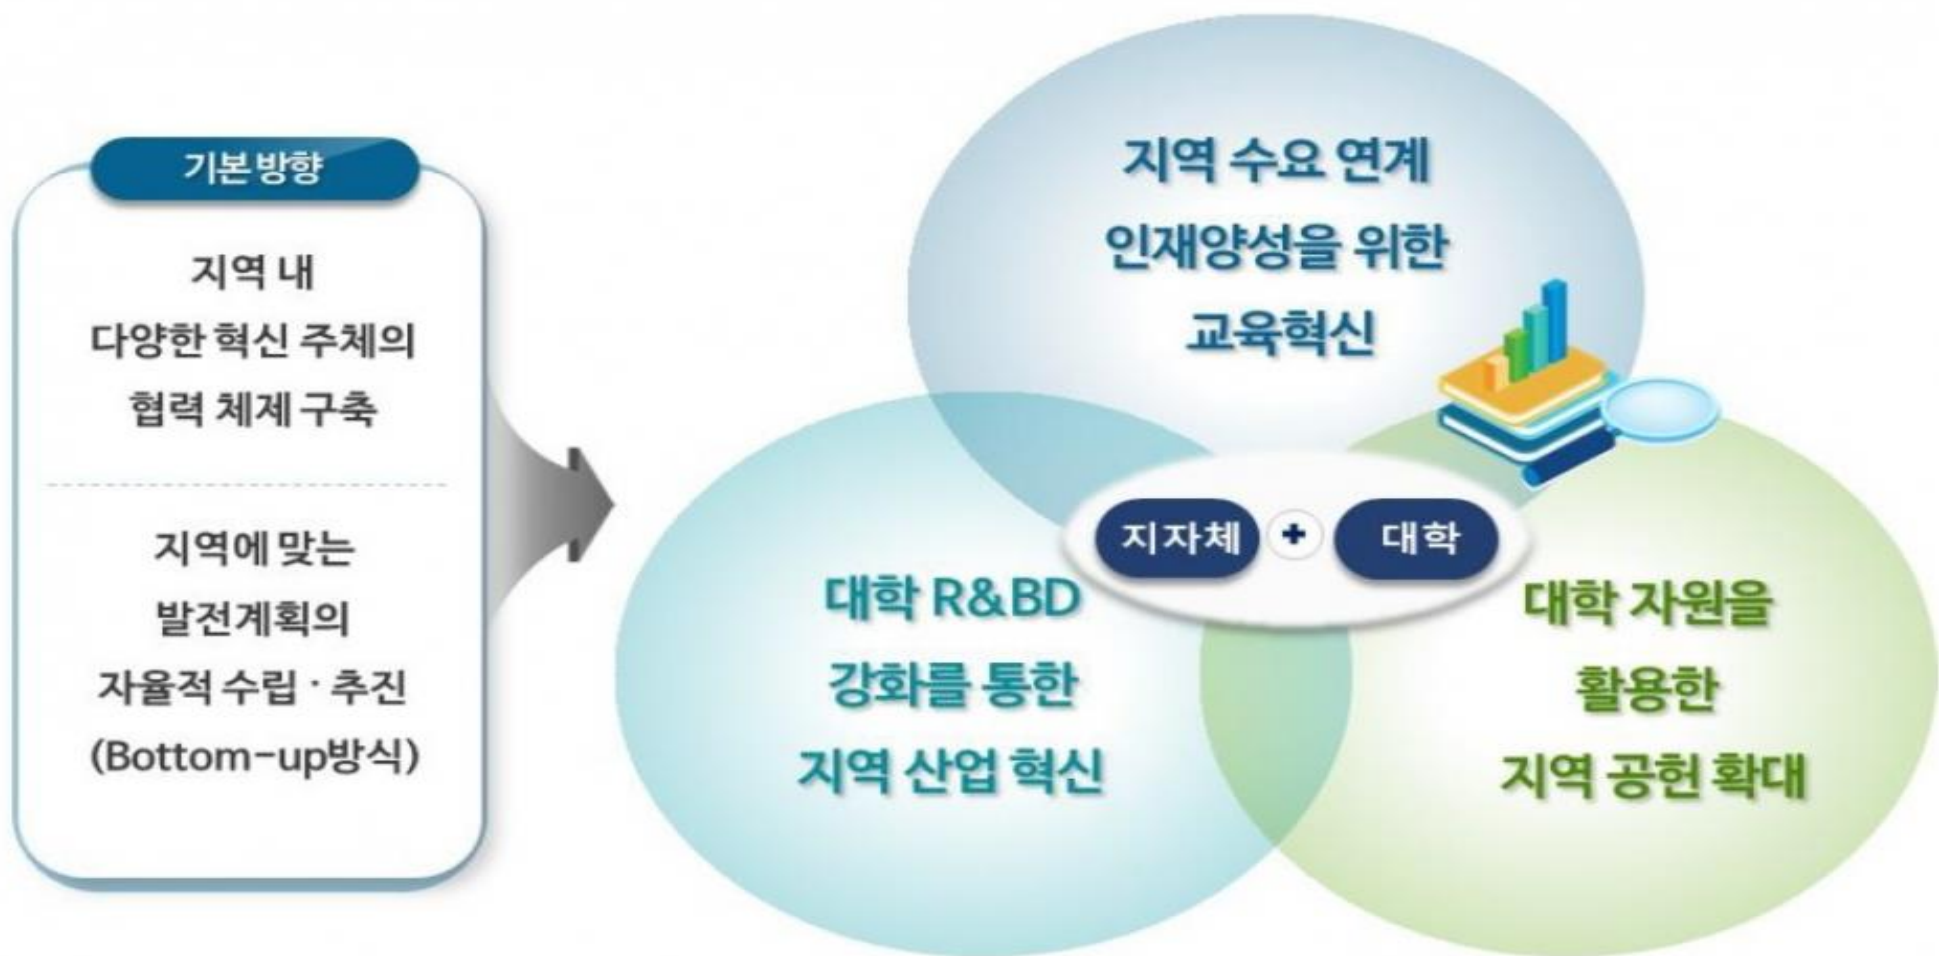 기본 방향
지역 내
다양한 혁신 주체의
협력 체제 구축
지역에 맞는
발전계획의
자율적 수립 · 추진
(Bottom-up방식)
지역 수요 연계
인재양성을 위한
교육혁신
지자체 + 대학
대학 R&BD
강화를 통한
지역 산업 혁신
대학 자원을
활용한
지역 공헌 확대